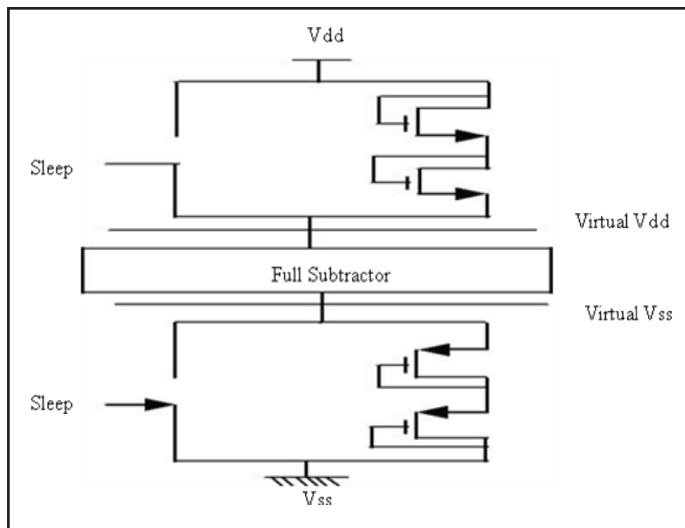 Vdd
Sleep
Virtual Vdd
Full Subtractor
Virtual Vss
Sleep
Vss